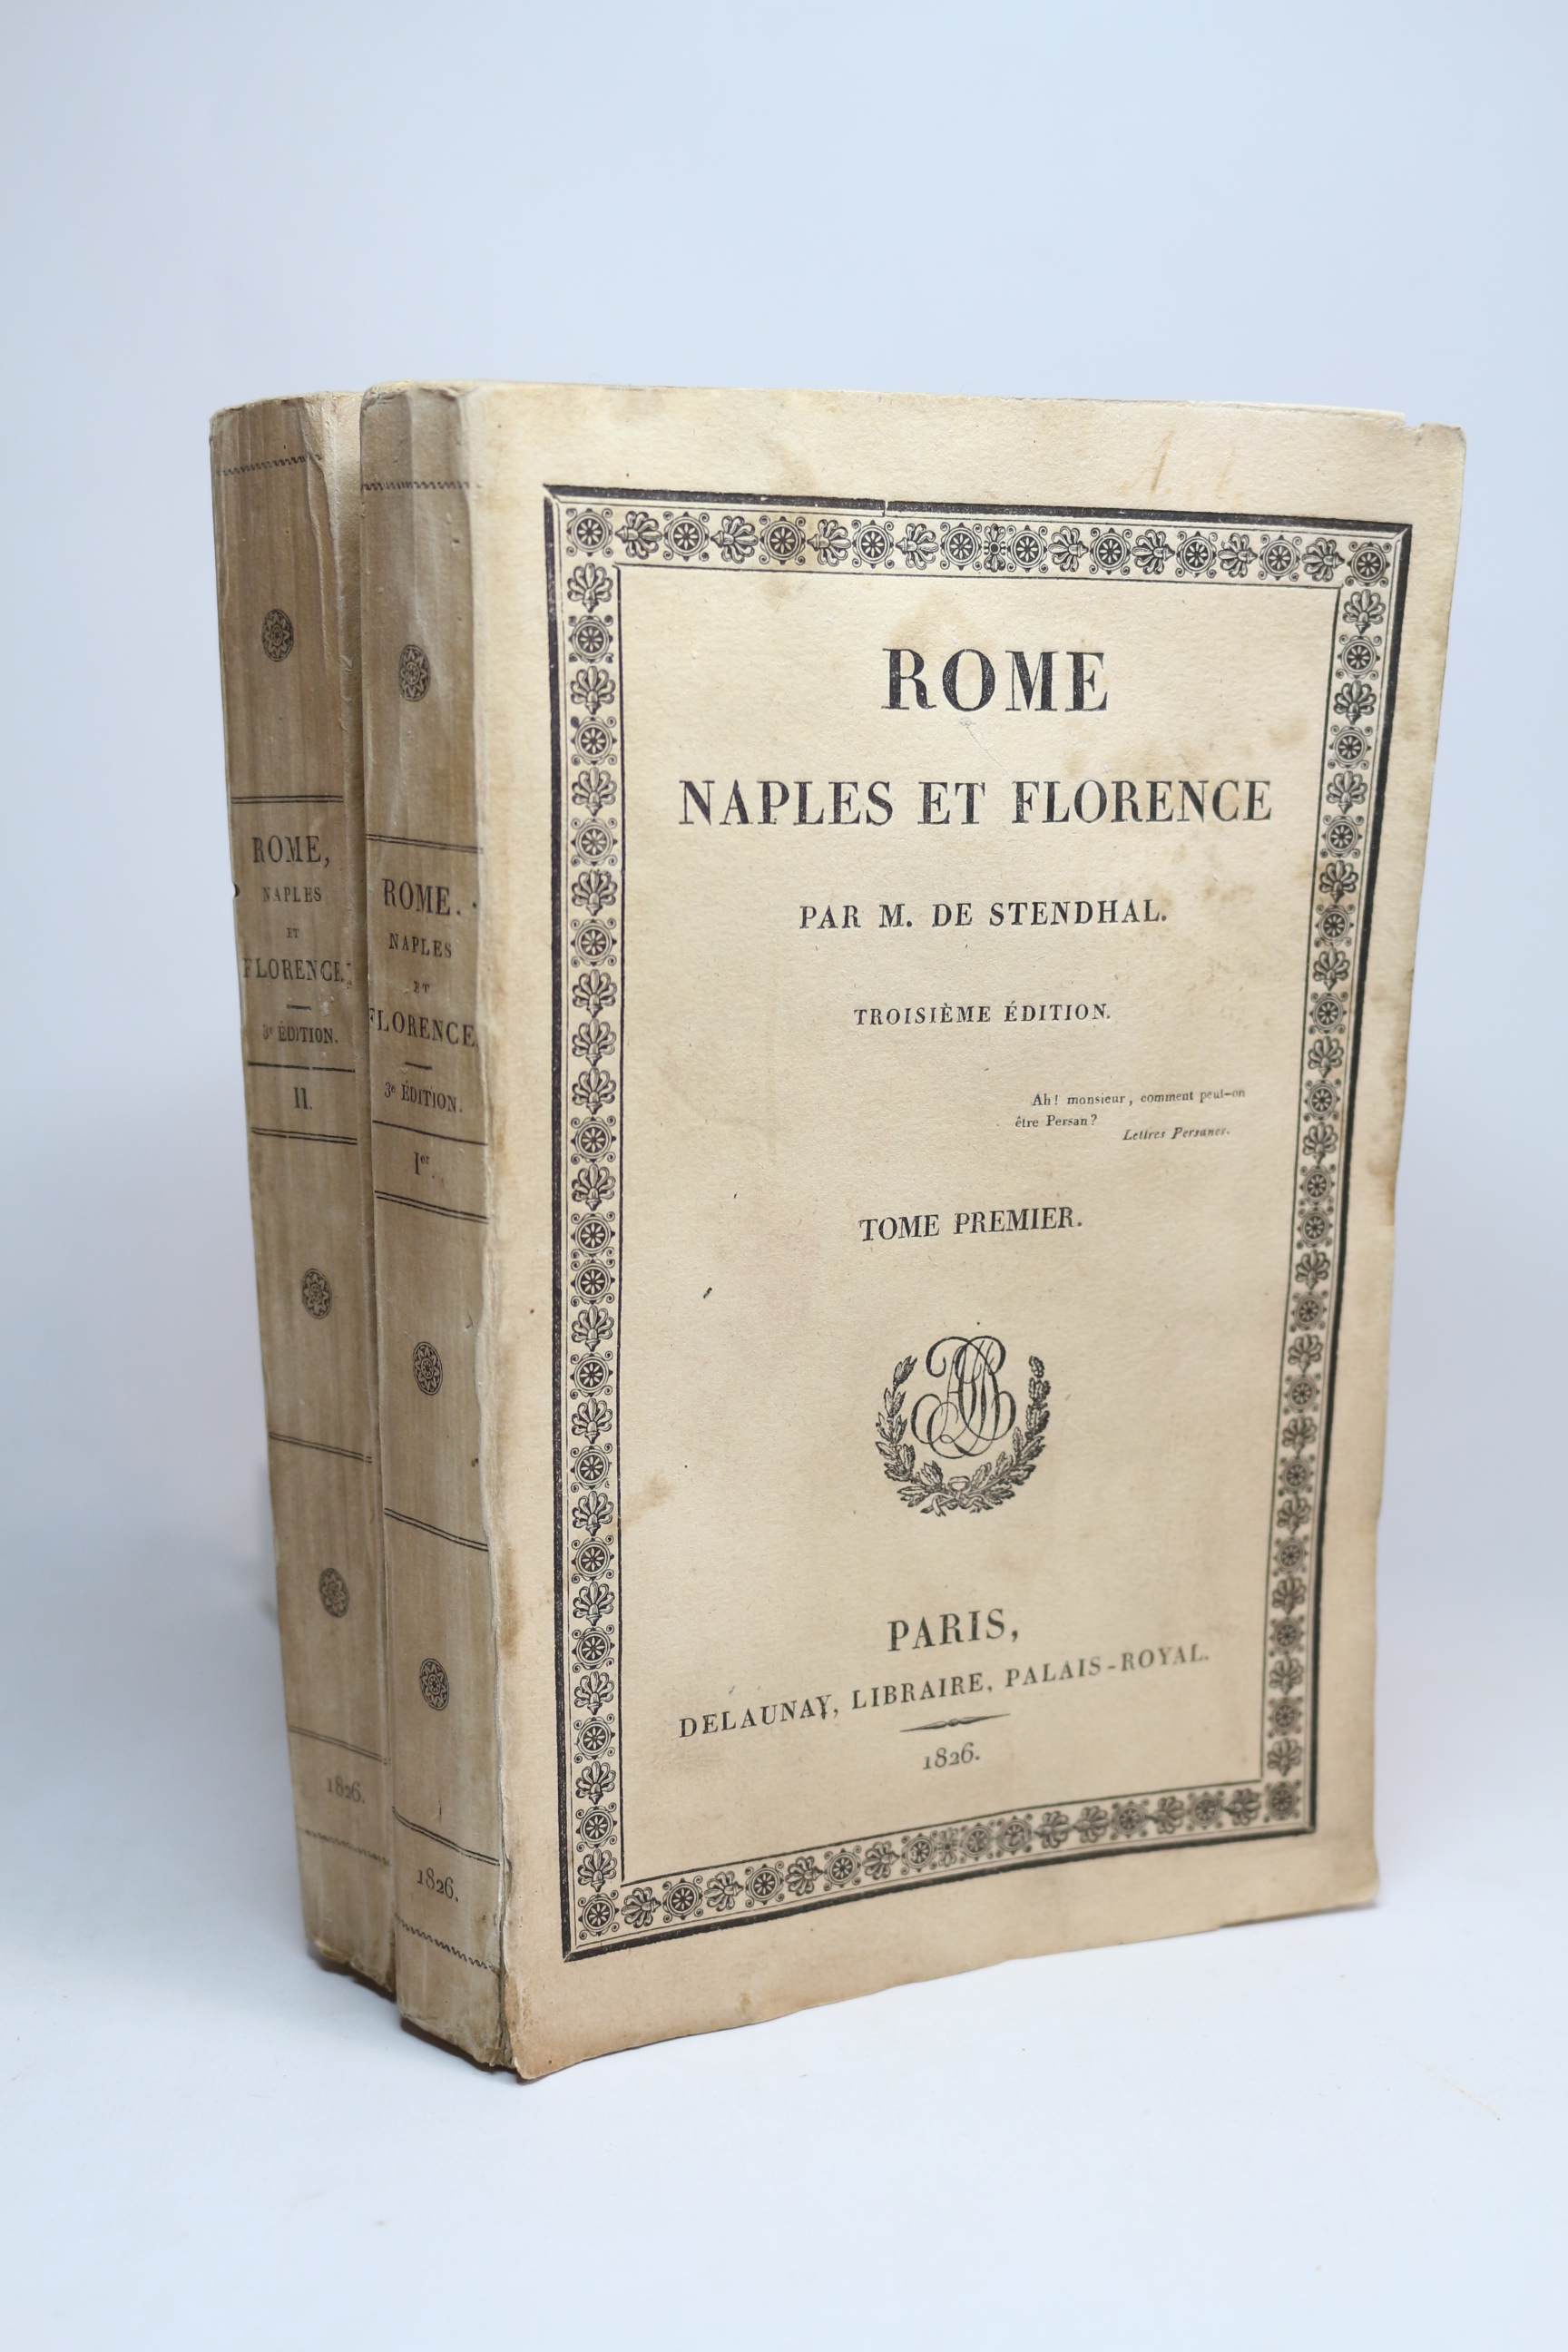 ROME,
NAPLES
ET
FLORENCE.
3e ÉDITION.
II.
1826.
ROME.
NAPLES
ET
FLORENCE
3e ÉDITION.
Ier.
1826.
ROME
NAPLES ET FLORENCE
PAR M. DE STENDHAL.
TROISIÈME ÉDITION.
Ah! monsieur, comment peut-on
être Persan?
Lettres Persanes.
TOME PREMIER.
PARIS,
DELAUNAY, LIBRAIRE, PALAIS-ROYAL.
1826.